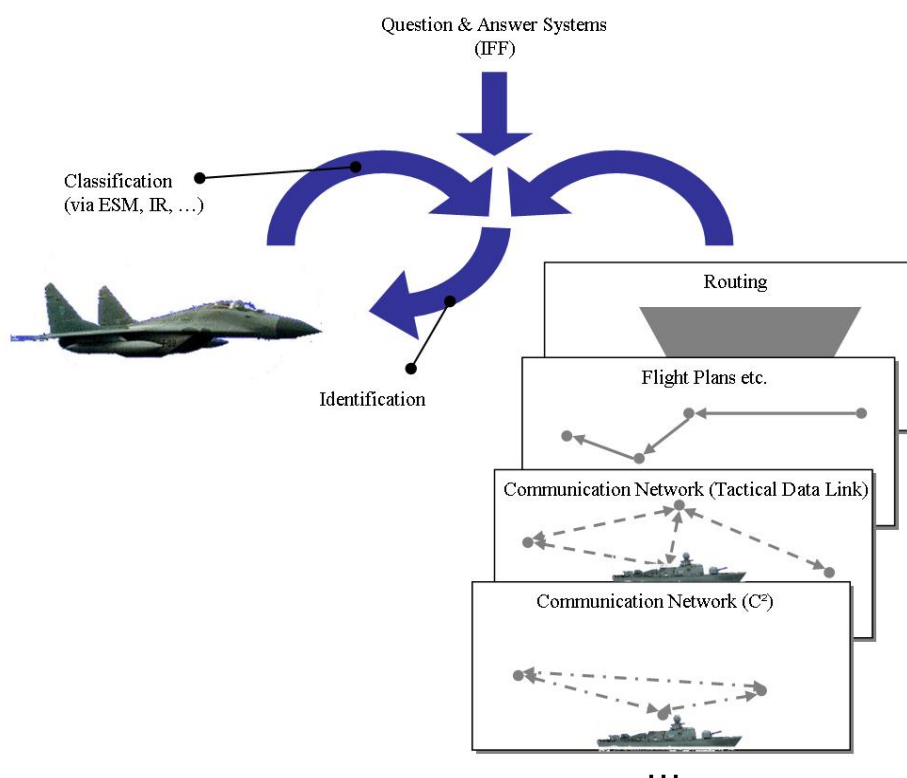 Question & Answer Systems
(IFF)
Classification
(via ESM, IR, …)
Routing
Flight Plans etc.
Identification
Communication Network (Tactical Data Link)
Communication Network (C²)
...